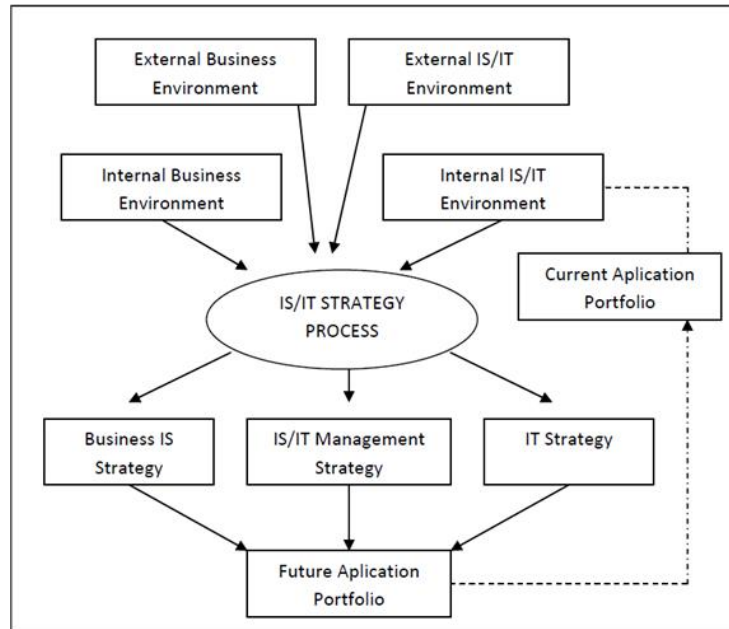 External Business
Environment
External IS/IT
Environment
Internal Business
Environment
Internal IS/IT
Environment
Current Aplication
Portfolio
IS/IT STRATEGY
PROCESS
Business IS
Strategy
IS/IT Management
Strategy
IT Strategy
Future Aplication
Portfolio